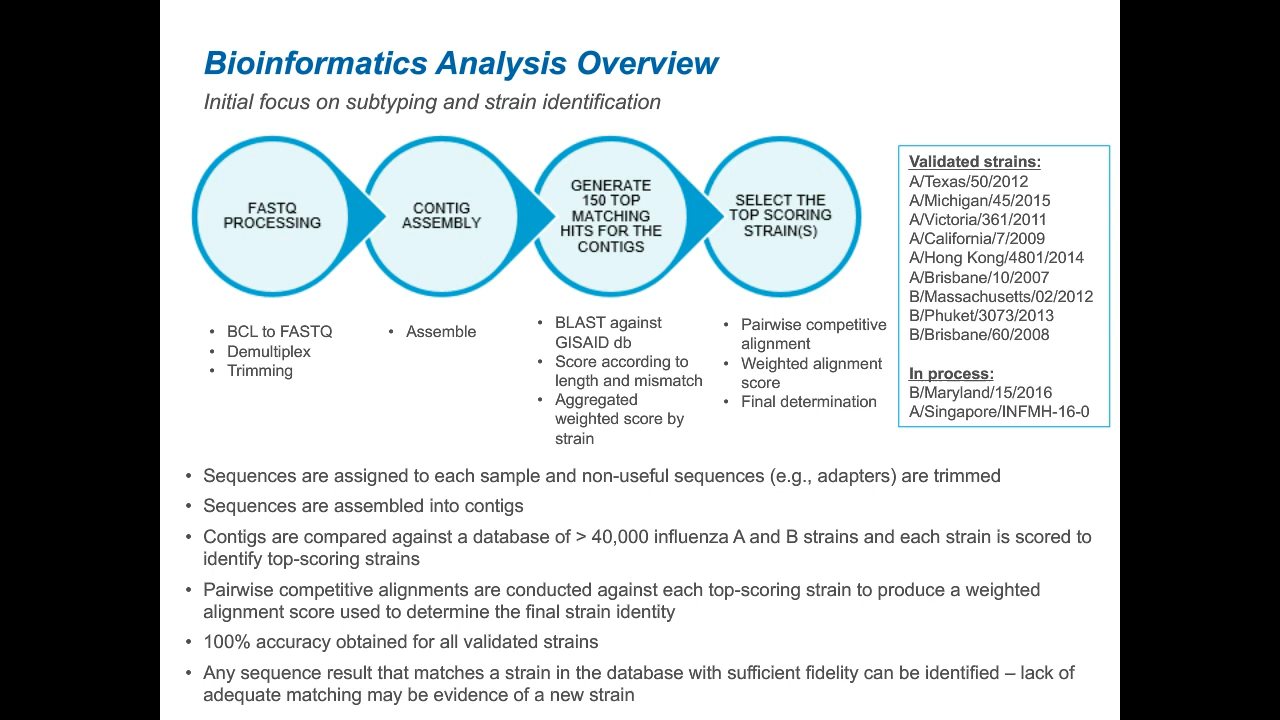 Bioinformatics Analysis Overview
Initial focus on subtyping and strain identification
FASTQ
PROCESSING
CONTIG
ASSEMBLY
GENERATE
150 TOP
MATCHING
HITS FOR THE
CONTIGS
SELECT THE
TOP SCORING
STRAIN(S)
• BCL to FASTQ
• Demultiplex
• Trimming
• Assemble
• BLAST against
GISAID db
• Score according to
length and mismatch
• Aggregated
weighted score by
strain
• Pairwise competitive
alignment
• Weighted alignment
score
• Final determination
Validated strains:
A/Texas/50/2012
A/Michigan/45/2015
A/Victoria/361/2011
A/California/7/2009
A/Hong Kong/4801/2014
A/Brisbane/10/2007
B/Massachusetts/02/2012
B/Phuket/3073/2013
B/Brisbane/60/2008
In process:
B/Maryland/15/2016
A/Singapore/INFMH-16-0
• Sequences are assigned to each sample and non-useful sequences (e.g., adapters) are trimmed
• Sequences are assembled into contigs
• Contigs are compared against a database of > 40,000 influenza A and B strains and each strain is scored to
identify top-scoring strains
• Pairwise competitive alignments are conducted against each top-scoring strain to produce a weighted
alignment score used to determine the final strain identity
• 100% accuracy obtained for all validated strains
• Any sequence result that matches a strain in the database with sufficient fidelity can be identified – lack of
adequate matching may be evidence of a new strain